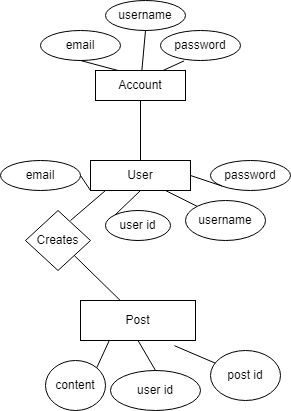 username
email
password
Account
email
User
password
user id
username
Creates
Post
content
user id
post id